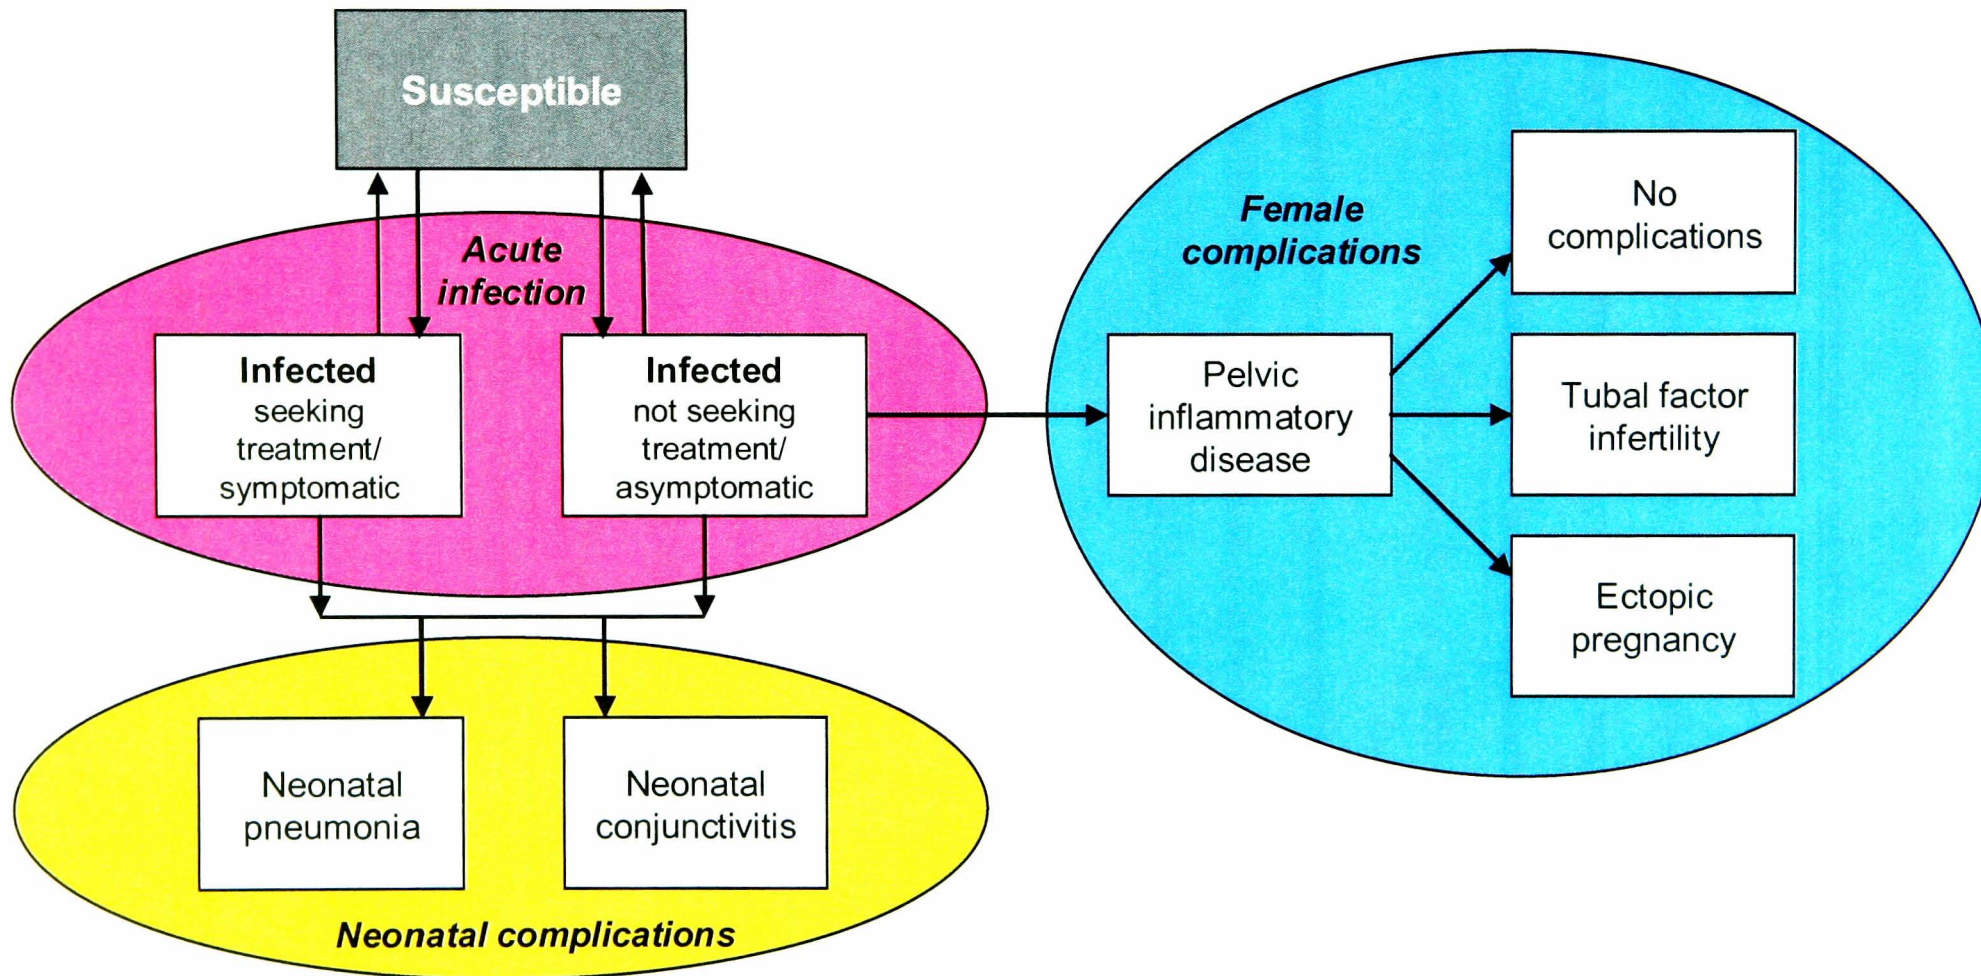 Susceptible
Acute
infection
Infected
seeking
treatment/
symptomatic
Infected
not seeking
treatment/
asymptomatic
Female
complications
Pelvic
inflammatory
disease
No
complications
Tubal factor
infertility
Ectopic
pregnancy
Neonatal
pneumonia
Neonatal
conjunctivitis
Neonatal complications